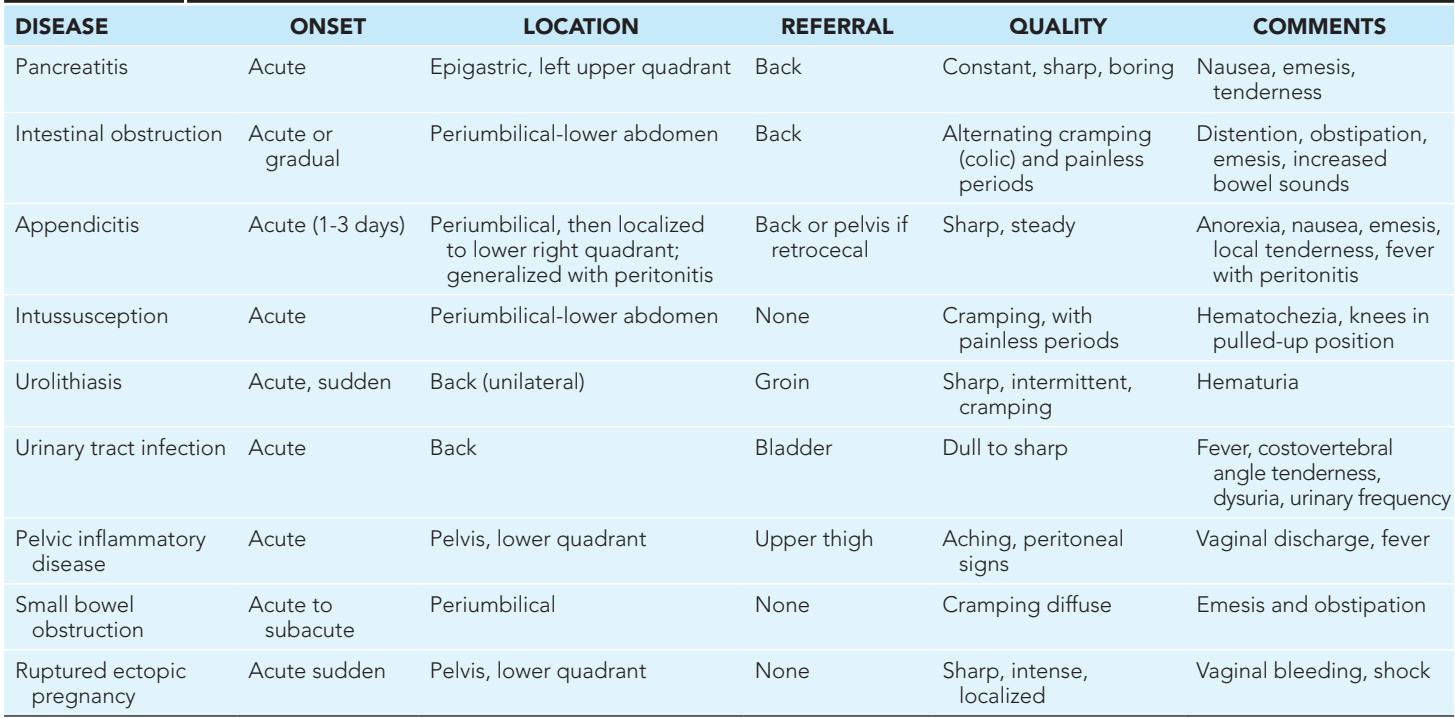 DISEASE ONSET LOCATION REFERRAL QUALITY COMMENTS
Pancreatitis Acute Epigastric, left upper quadrant Back Constant, sharp, boring Nausea, emesis,
tenderness
Intestinal obstruction Acute or Periumbilical-lower abdomen Back Alternating cramping Distention, obstipation,
gradual (colic) and painless emesis, increased
periods bowel sounds
Appendicitis Acute (1-3 days) Periumbilical, then localized Back or pelvis if Sharp, steady Anorexia, nausea, emesis,
to lower right quadrant; retrocecal local tenderness, fever
generalized with peritonitis with peritonitis
Intussusception Acute Periumbilical-lower abdomen None Cramping, with Hematochezia, knees in
painless periods pulled-up position
Urolithiasis Acute, sudden Back (unilateral) Groin Sharp, intermittent, Hematuria
cramping
Urinary tract infection Acute Back Bladder Dull to sharp Fever, costovertebral
angle tenderness,
dysuria, urinary frequency
Pelvic inflammatory Acute Pelvis, lower quadrant Upper thigh Aching, peritoneal Vaginal discharge, fever
disease signs
Small bowel Acute to Periumbilical None Cramping diffuse Emesis and obstipation
obstruction subacute
Ruptured ectopic Acute sudden Pelvis, lower quadrant None Sharp, intense, Vaginal bleeding, shock
pregnancy localized